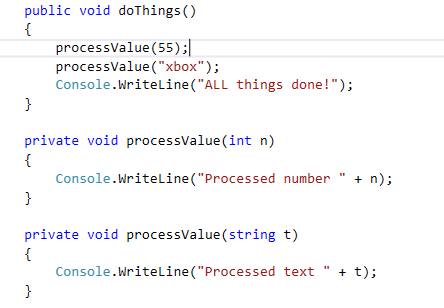 public void doThings()
{
    processValue(55);
    processValue("xbox");
    Console.WriteLine("ALL things done!");
}

private void processValue(int n)
{
    Console.WriteLine("Processed number " + n);
}

private void processValue(string t)
{
    Console.WriteLine("Processed text " + t);
}